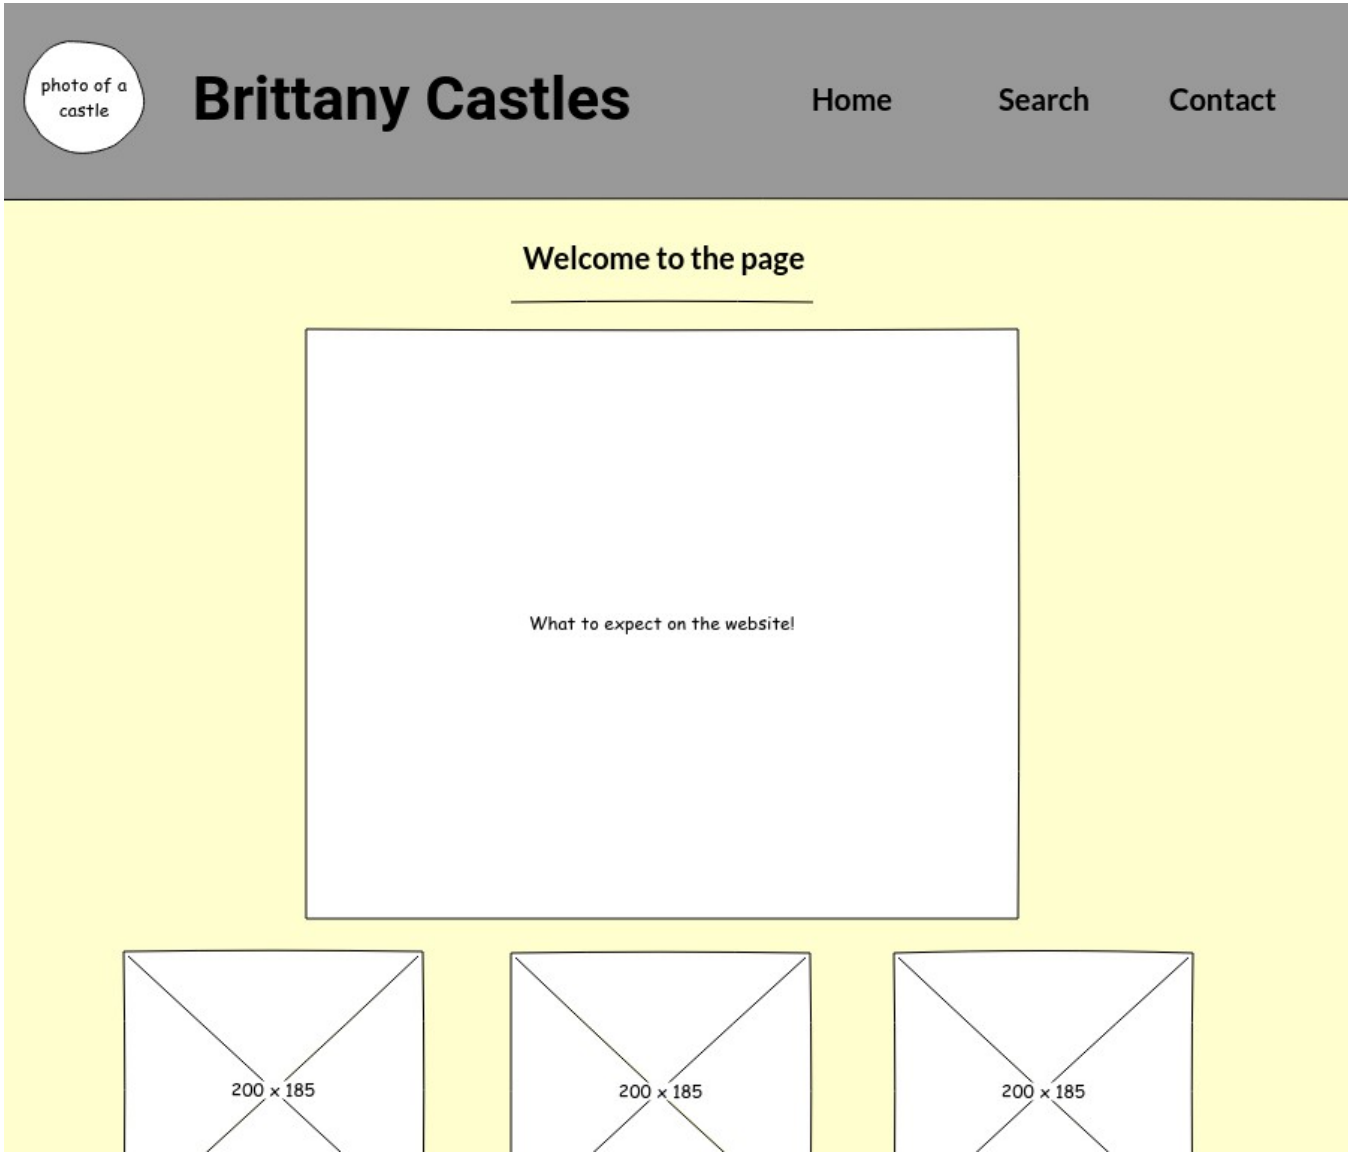 photo of a
castle
Brittany Castles
Home Search Contact
Welcome to the page
What to expect on the website!
200 x 185 200 x 185 200 x 185